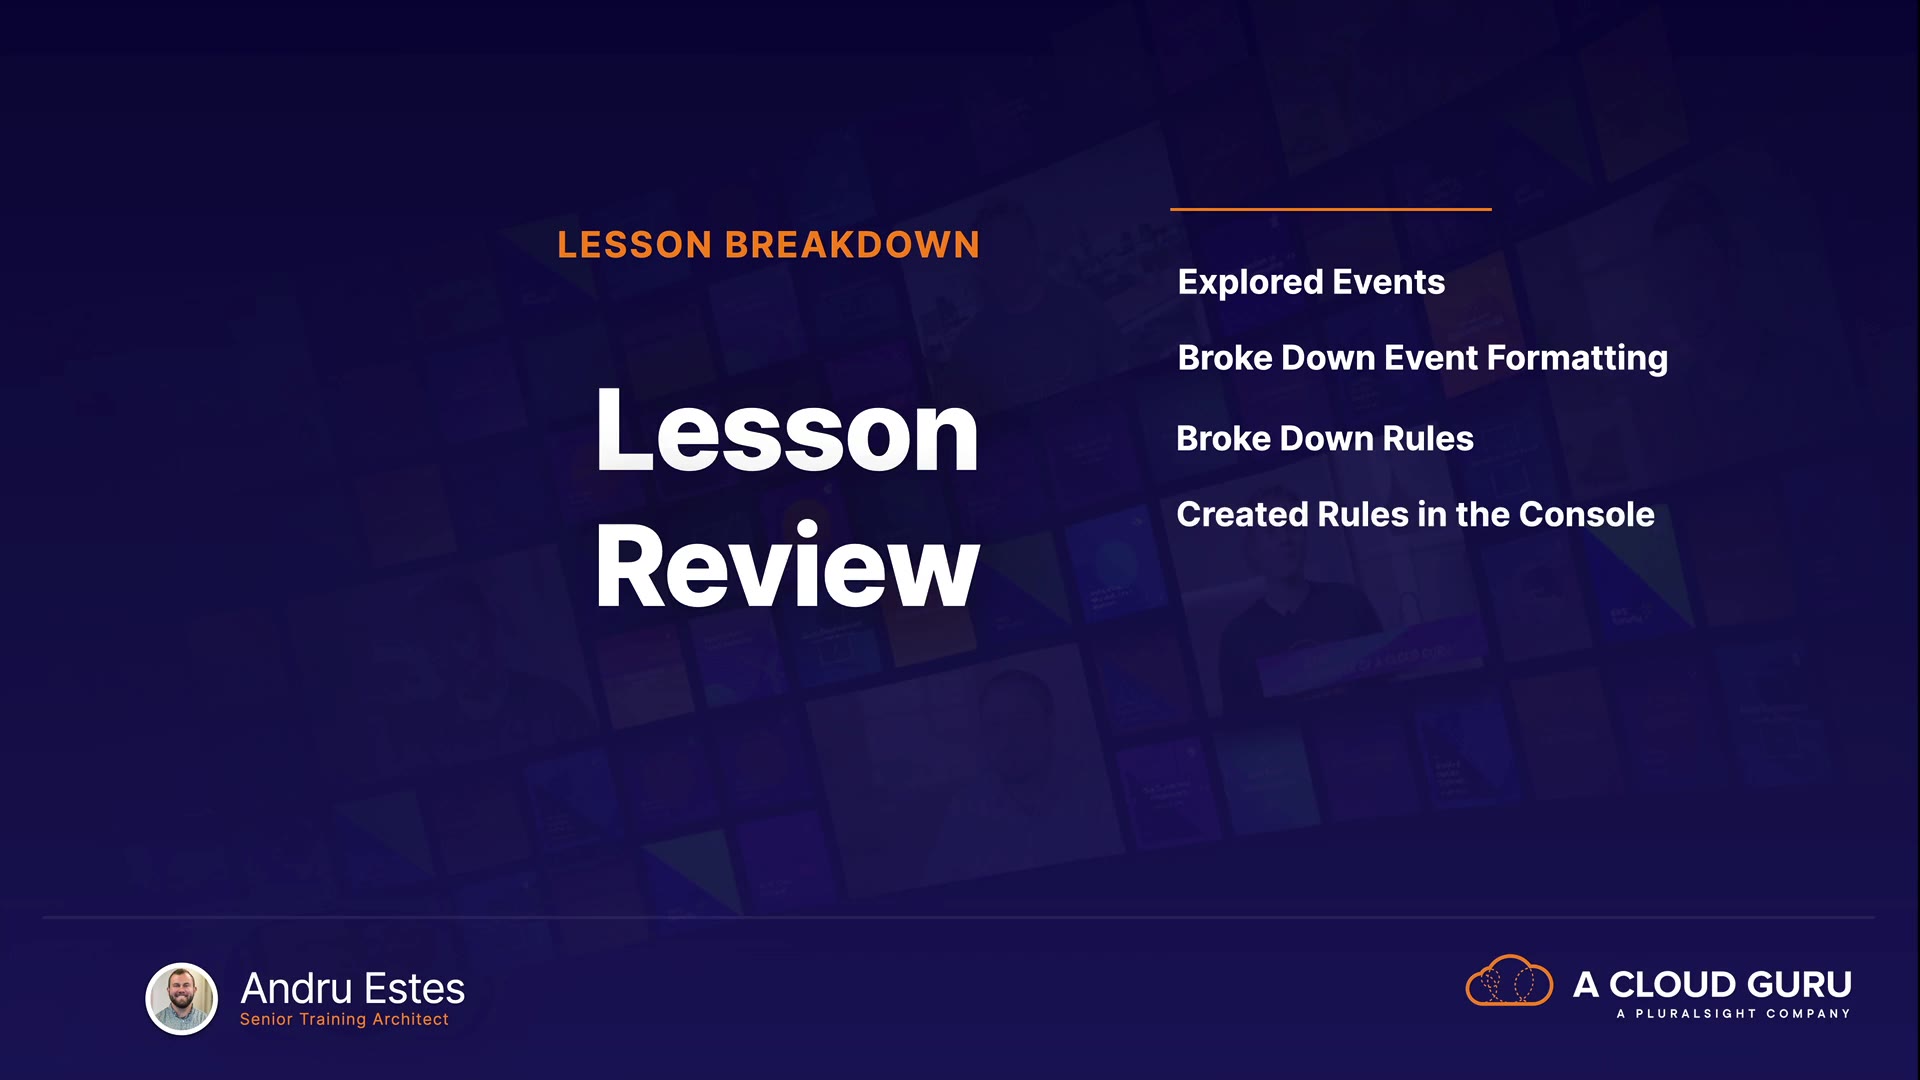 LESSON BREAKDOWN
Lesson
Review
Explored Events
Broke Down Event Formatting
Broke Down Rules
Created Rules in the Console
Andru Estes
Senior Training Architect
A CLOUD GURU
A PLURALSIGHT COMPANY